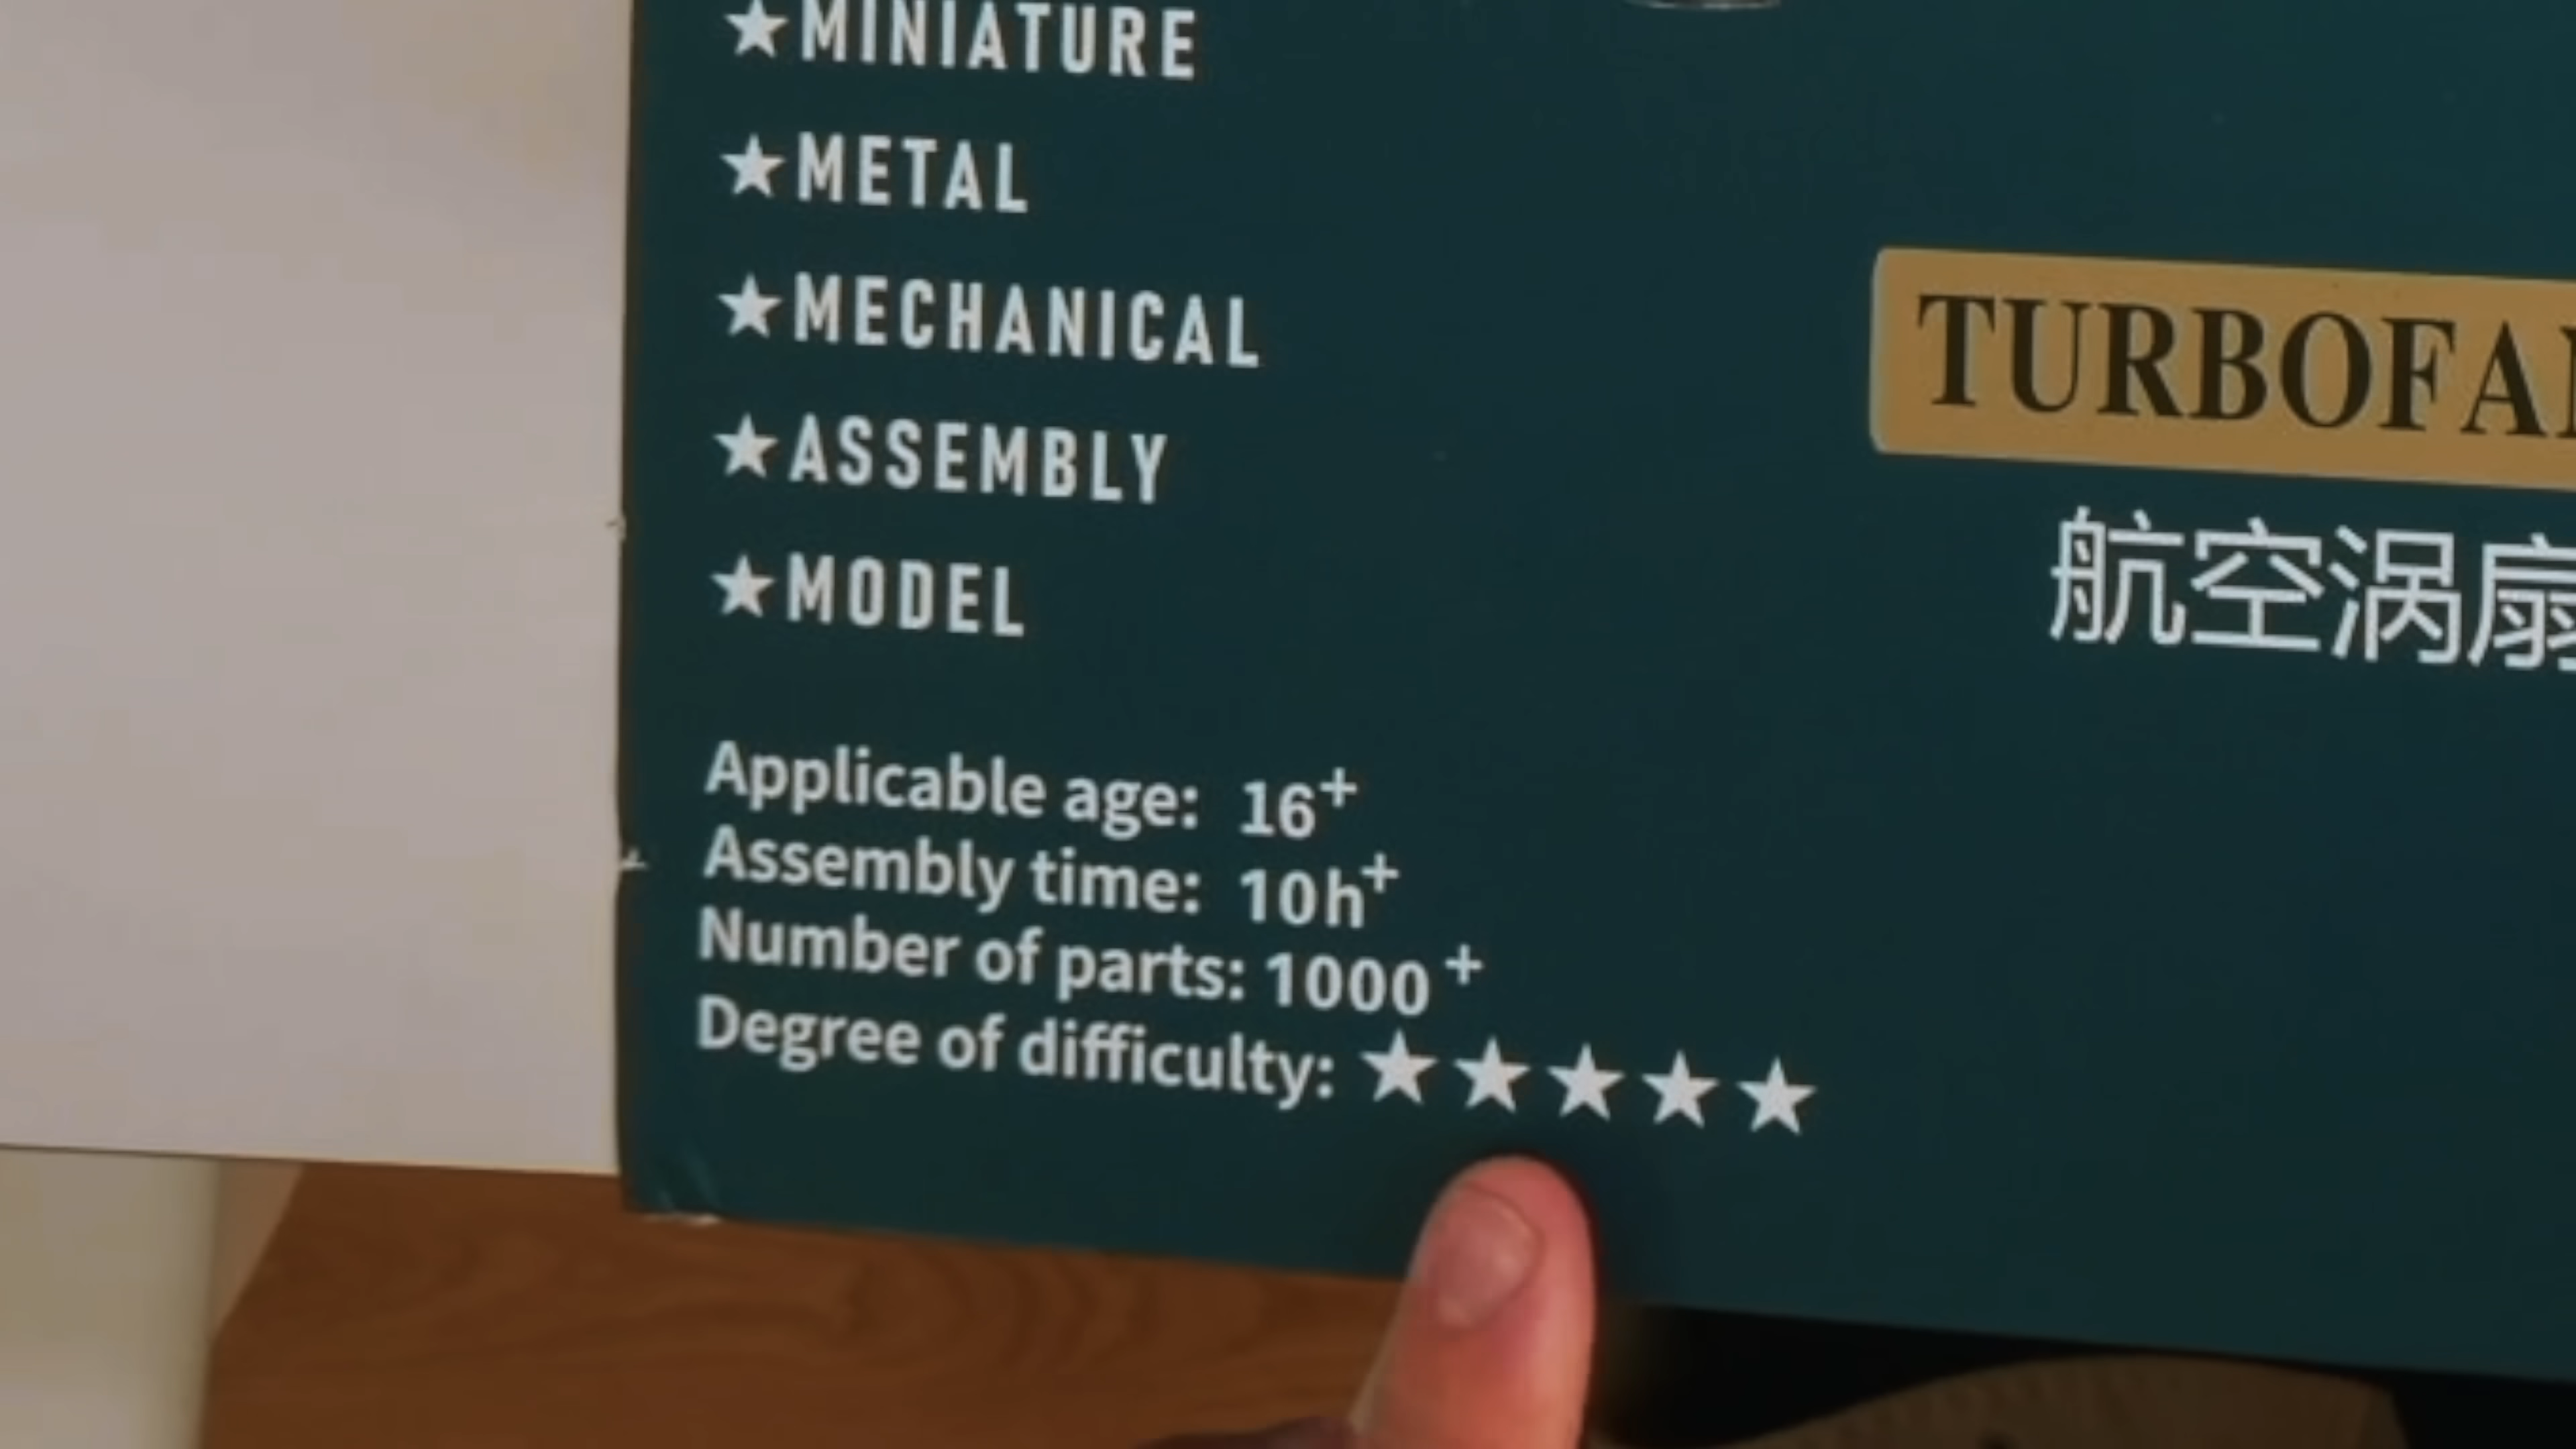 ★MINIATURE
★METAL
★MECHANICAL
★ASSEMBLY
★MODEL
TURBOFA
航空涡扇
Applicable age: 16+
Assembly time: 10h+
Number of parts: 1000 +
Degree of difficulty: ★★★★★